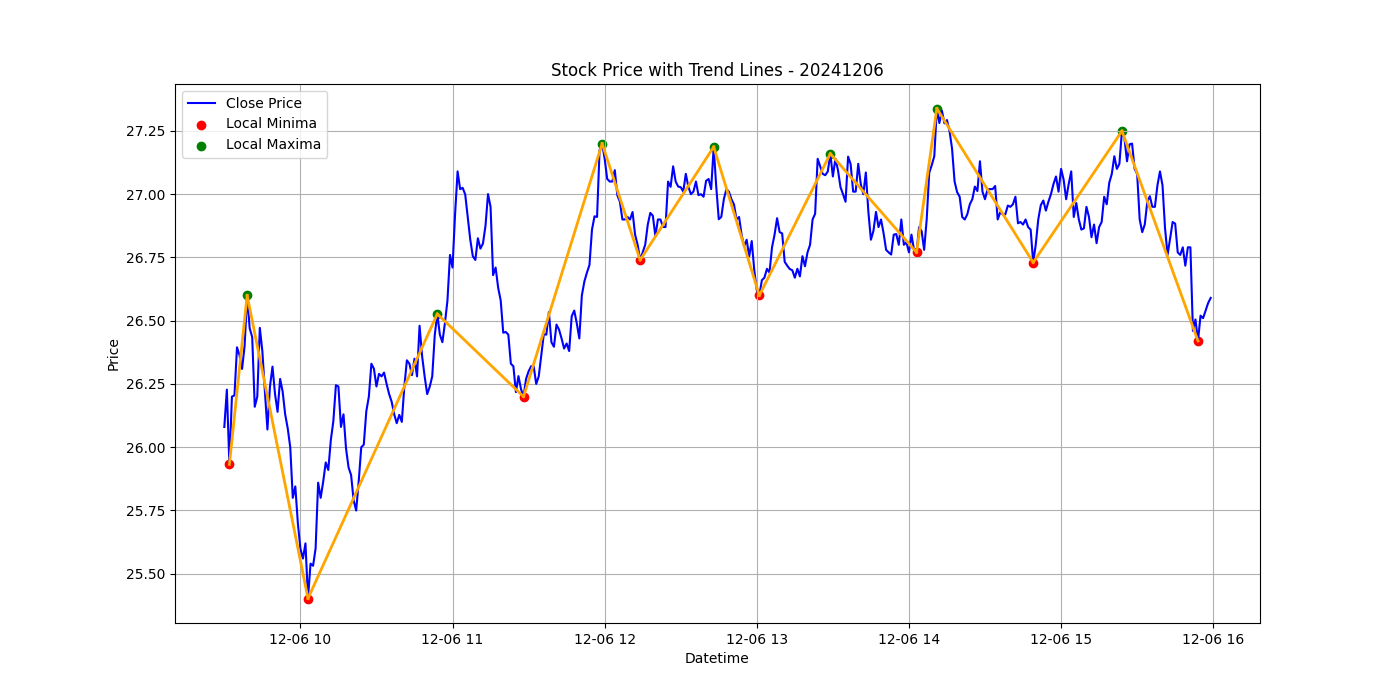 Stock Price with Trend Lines - 20241206
Close Price
Local Minima
Local Maxima
Price
27.25
27.00
26.75
26.50
26.25
26.00
25.75
25.50
12-06 10 12-06 11 12-06 12 12-06 13 12-06 14 12-06 15 12-06 16
Datetime